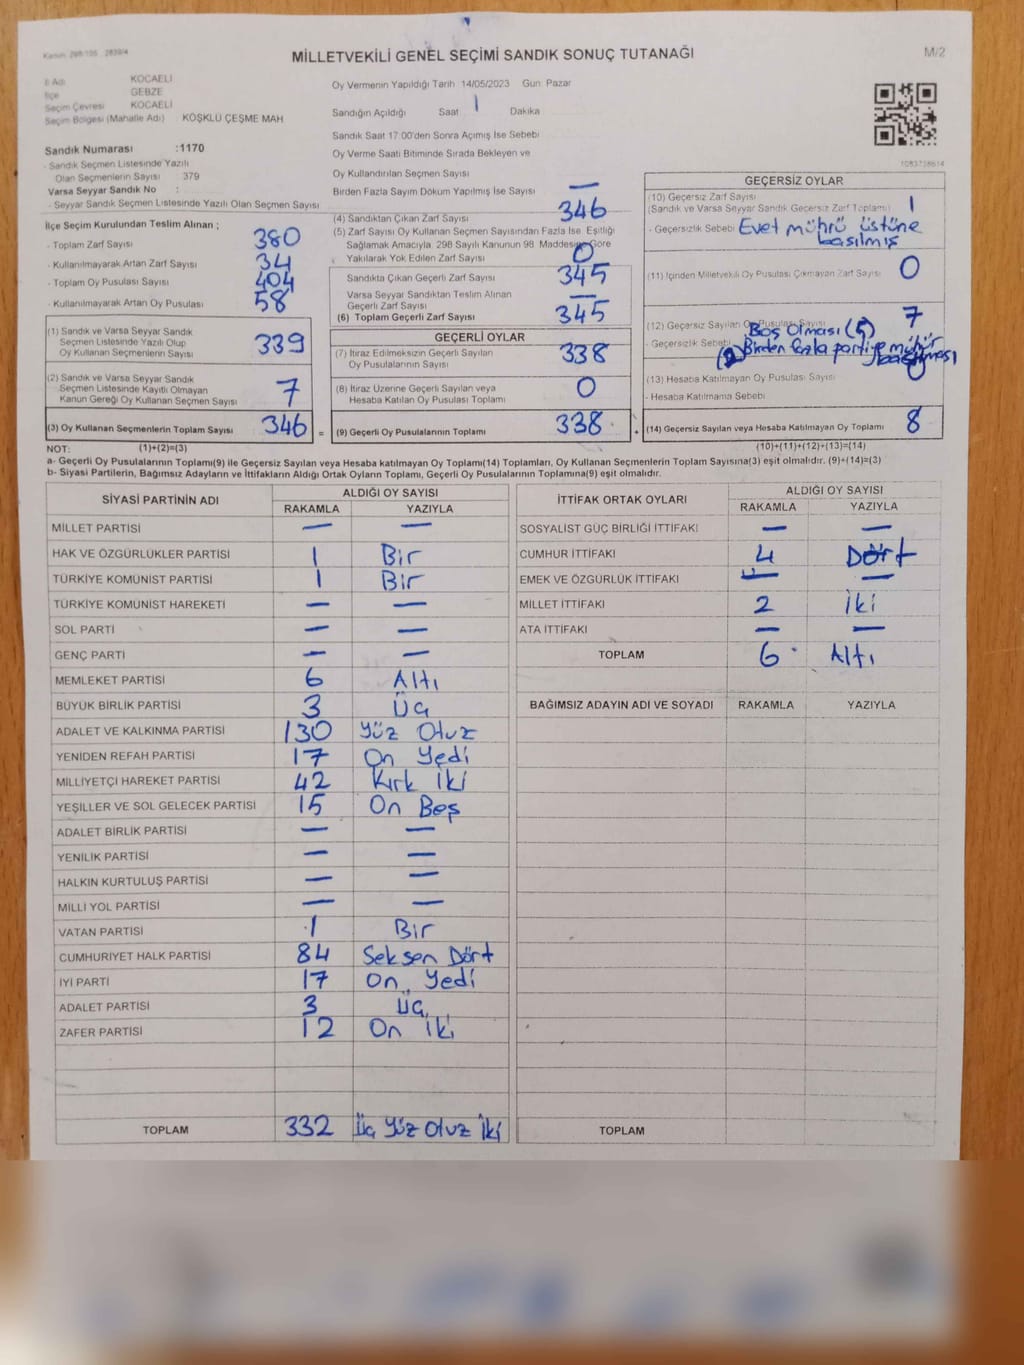 Kanun: 298/105 2839/4
MİLLETVEKİLİ GENEL SEÇİMİ SANDIK SONUÇ TUTANAĞI
M/2
İl Adı KOCAELİ
İlçe GEBZE
Seçim Çevresi KOCAELİ
Seçim Bölgesi (Mahalle Adı) KÖŞKLÜ ÇEŞME MAH
Oy Vermenin Yapıldığı Tarih 14/05/2023 Gün: Pazar
Sandığın Açıldığı Saat Dakika
Sandık Saat 17:00'den Sonra Açımış İse Sebebi
Oy Verme Saati Bitiminde Sırada Bekleyen ve
Oy Kullandırılan Seçmen Sayısı
Birden Fazla Sayım Döküm Yapılmış İse Sayısı —
Sandık Numarası :1170
- Sandık Seçmen Listesinde Yazılı
Olan Seçmenlerin Sayısı 379
Varsa Seyyar Sandık No :
- Seyyar Sandık Seçmen Listesinde Yazılı Olan Seçmen Sayısı
1083738614
İlçe Seçim Kurulundan Teslim Alınan ;
- Toplam Zarf Sayısı 380
- Kullanılmayarak Artan Zarf Sayısı 34
- Toplam Oy Pusulası Sayısı 404
- Kullanılmayarak Artan Oy Pusulası 58
(1) Sandık ve Varsa Seyyar Sandık
Seçmen Listesinde Yazılı Olup
Oy Kullanan Seçmenlerin Sayısı 339
(2) Sandık ve Varsa Seyyar Sandık
Seçmen Listesinde Kayıtlı Olmayan
Kanun Gereği Oy Kullanan Seçmen Sayısı 7
(3) Oy Kullanan Seçmenlerin Toplam Sayısı 346 =
(4) Sandıktan Çıkan Zarf Sayısı 346
(5) Zarf Sayısı Oy Kullanan Seçmen Sayısından Fazla İse, Eşitliği
Sağlamak Amacıyla, 298 Sayılı Kanunun 98. Maddesine Göre
Yakılarak Yok Edilen Zarf Sayısı 0
Sandıkta Çıkan Geçerli Zarf Sayısı 345
Varsa Seyyar Sandıktan Teslim Alınan
Geçerli Zarf Sayısı —
(6) Toplam Geçerli Zarf Sayısı 345
GEÇERLİ OYLAR
(7) İtiraz Edilmeksizin Geçerli Sayılan
Oy Pusulalarının Sayısı 338
(8) İtiraz Üzerine Geçerli Sayılan veya
Hesaba Katılan Oy Pusulası Toplamı 0
(9) Geçerli Oy Pusulalarının Toplamı 338 +
GEÇERSİZ OYLAR
(10) Geçersiz Zarf Sayısı
(Sandık ve Varsa Seyyar Sandık Geçersiz Zarf Toplamı) 1
- Geçersizlik Sebebi Evet mührü üstüne
basılmış
(11) İçinden Milletvekili Oy Pusulası Çıkmayan Zarf Sayısı 0
(12) Geçersiz Sayılan Oy Pusulası Sayısı 7
- Geçersizlik Sebebi Boş Olması (5)
(2) Birden fazla partiye mühür
basılması
(13) Hesaba Katılmayan Oy Pusulası Sayısı 0
- Hesaba Katılmama Sebebi
(14) Geçersiz Sayılan veya Hesaba Katılmayan Oy Toplamı 8
NOT: (1)+(2)=(3)
(10)+(11)+(12)+(13)=(14)
a- Geçerli Oy Pusulalarının Toplamı(9) ile Geçersiz Sayılan veya Hesaba katılmayan Oy Toplamı(14) Toplamları, Oy Kullanan Seçmenlerin Toplam Sayısına(3) eşit olmalıdır. (9)+(14)=(3)
b- Siyasi Partilerin, Bağımsız Adayların ve İttifakların Aldığı Ortak Oyların Toplamı, Geçerli Oy Pusulalarının Toplamına(9) eşit olmalıdır.
SİYASİ PARTİNİN ADI ALDIĞI OY SAYISI
RAKAMLA YAZIYLA
MİLLET PARTİSİ — —
HAK VE ÖZGÜRLÜKLER PARTİSİ 1 Bir
TÜRKİYE KOMÜNİST PARTİSİ 1 Bir
TÜRKİYE KOMÜNİST HAREKETİ — —
SOL PARTİ — —
GENÇ PARTİ — —
MEMLEKET PARTİSİ 6 Altı
BÜYÜK BİRLİK PARTİSİ 3 Üç
ADALET VE KALKINMA PARTİSİ 130 Yüz Otuz
YENİDEN REFAH PARTİSİ 17 On Yedi
MİLLİYETÇİ HAREKET PARTİSİ 42 Kırk İki
YEŞİLLER VE SOL GELECEK PARTİSİ 15 On Beş
ADALET BİRLİK PARTİSİ — —
YENİLİK PARTİSİ — —
HALKIN KURTULUŞ PARTİSİ — —
MİLLİ YOL PARTİSİ — —
VATAN PARTİSİ 1 Bir
CUMHURİYET HALK PARTİSİ 84 Seksen Dört
İYİ PARTİ 17 On Yedi
ADALET PARTİSİ 3 Üç
ZAFER PARTİSİ 12 On İki
TOPLAM 332 Üç Yüz Otuz İki
İTTİFAK ORTAK OYLARI ALDIĞI OY SAYISI
RAKAMLA YAZIYLA
SOSYALİST GÜÇ BİRLİĞİ İTTİFAKI — —
CUMHUR İTTİFAKI 4 Dört
EMEK VE ÖZGÜRLÜK İTTİFAKI — —
MİLLET İTTİFAKI 2 İki
ATA İTTİFAKI — —
TOPLAM 6 Altı
BAĞIMSIZ ADAYIN ADI VE SOYADI RAKAMLA YAZIYLA
TOPLAM